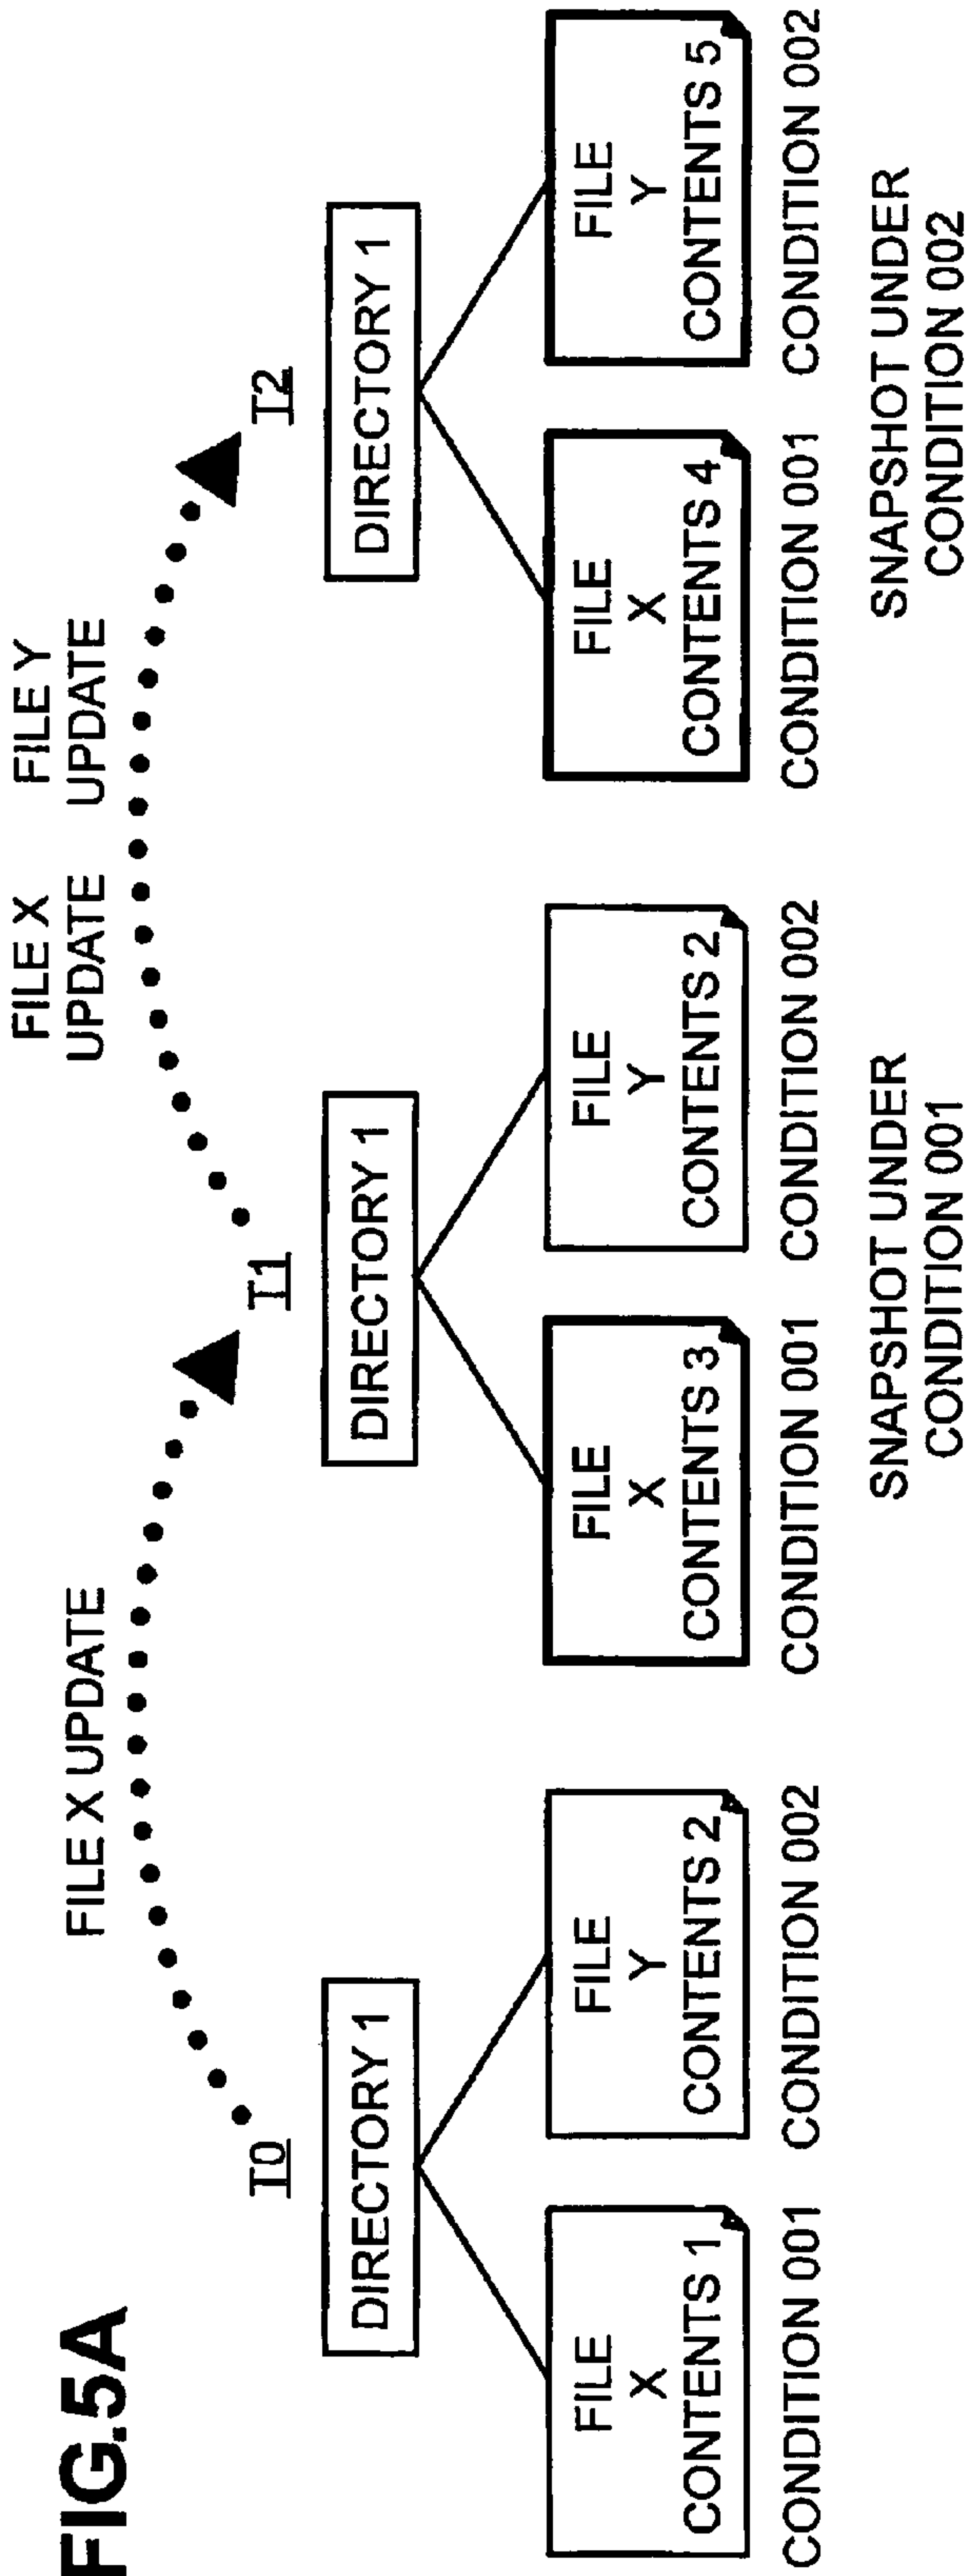 FIG.5A
FILE X UPDATE
FILE X
UPDATE
FILE Y
UPDATE
T0
T1
T2
DIRECTORY 1
DIRECTORY 1
DIRECTORY 1
FILE
X
CONTENTS 1
FILE
Y
CONTENTS 2
FILE
X
CONTENTS 3
FILE
Y
CONTENTS 2
FILE
X
CONTENTS 4
FILE
Y
CONTENTS 5
CONDITION 001
CONDITION 002
CONDITION 001
CONDITION 002
CONDITION 001
CONDITION 002
SNAPSHOT UNDER
CONDITION 001
SNAPSHOT UNDER
CONDITION 002